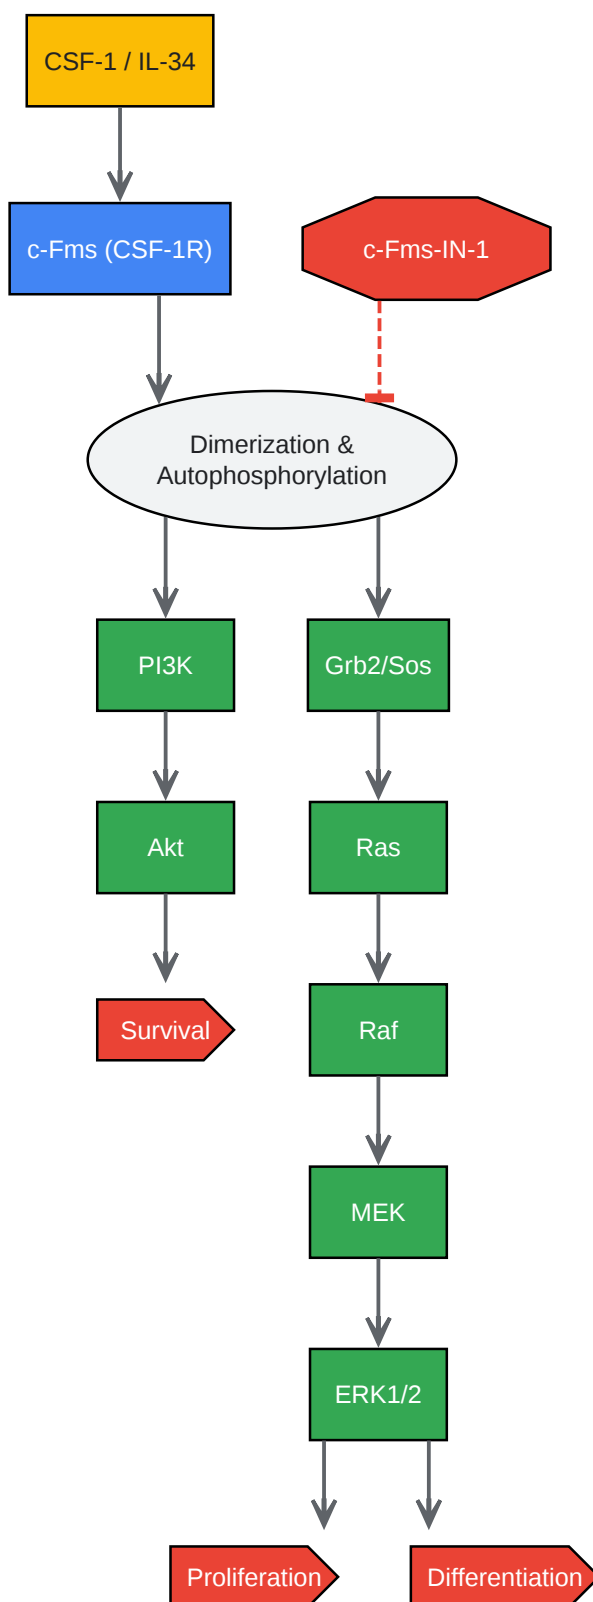 CSF-1 / IL-34
c-Fms (CSF-1R)
c-Fms-IN-1
Dimerization &
Autophosphorylation
PI3K
Grb2/Sos
Akt
Ras
Survival
Raf
MEK
ERK1/2
Proliferation
Differentiation